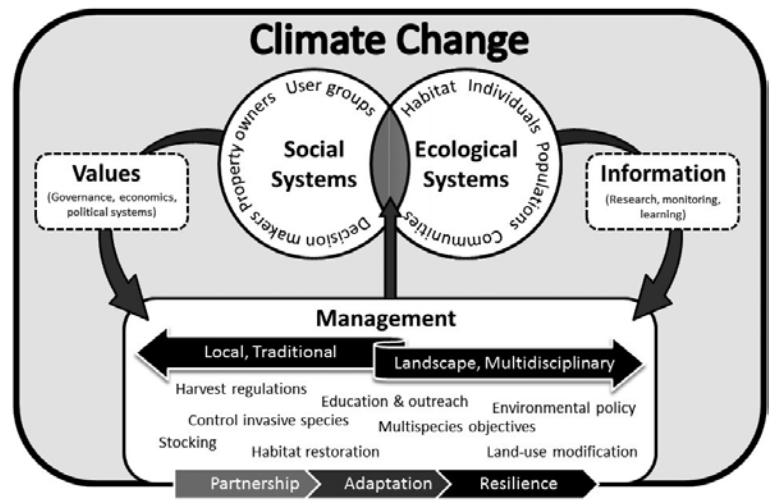 Climate Change
User groups
Property owners
Decision makers
Social
Systems
Habitat
Individuals
Populations
Communities
Ecological
Systems
Values
(Governance, economics,
political systems)
Information
(Research, monitoring,
learning)
Management
Local, Traditional
Landscape, Multidisciplinary
Harvest regulations
Education & outreach
Environmental policy
Control invasive species
Multispecies objectives
Stocking
Habitat restoration
Land-use modification
Partnership
Adaptation
Resilience